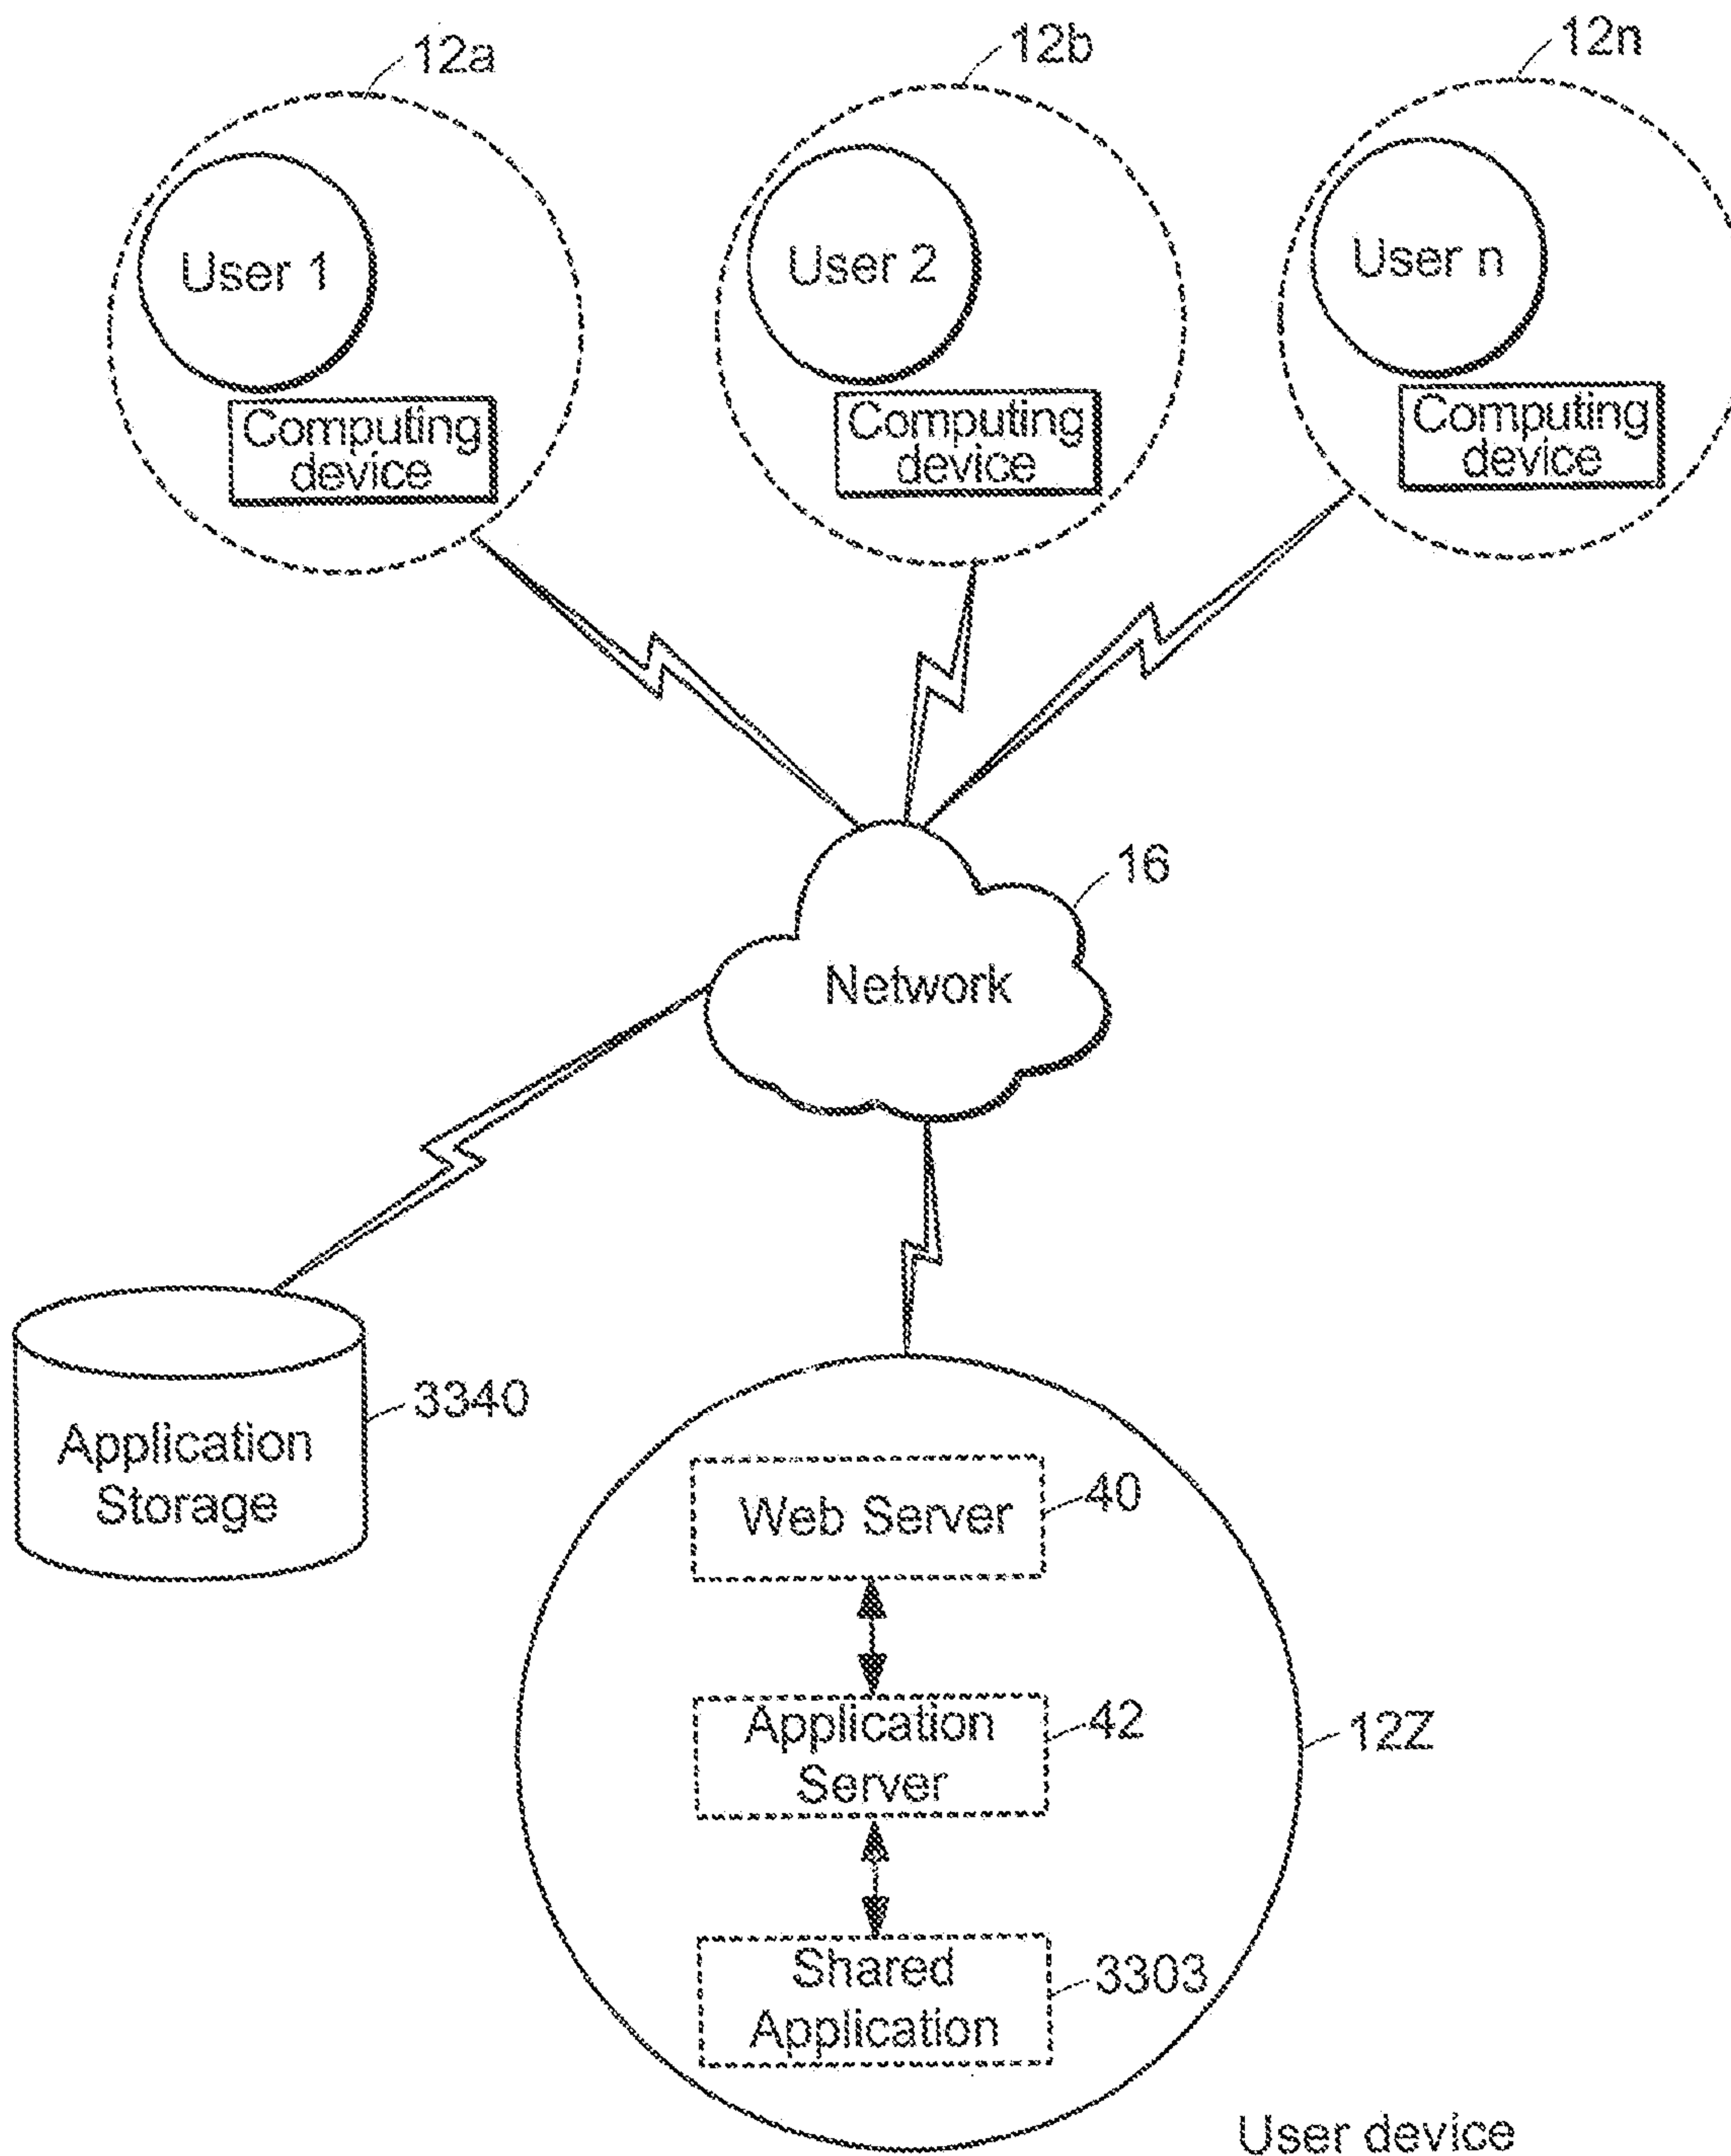 12a
12b
12n
User 1
User 2
User n
Computing
device
Computing
device
Computing
device
16
Network
3340
Application
Storage
Web Server
40
Application
Server
42
12Z
Shared
Application
3303
User device